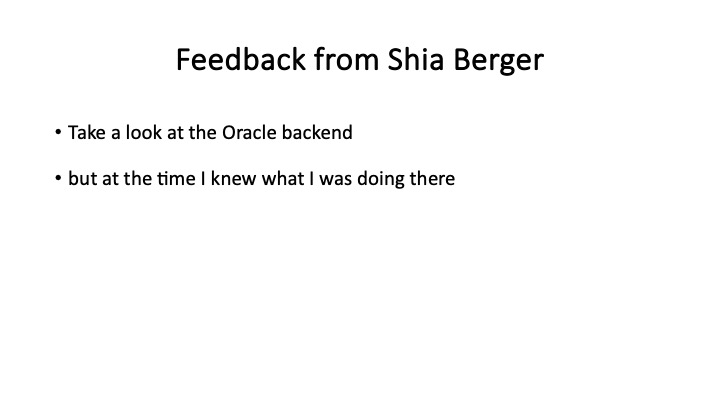 Feedback from Shia Berger
• Take a look at the Oracle backend
• but at the time I knew what I was doing there